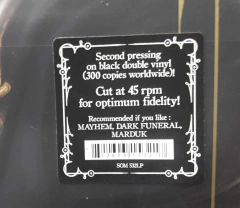 Second pressing
on black double vinyl
(300 copies worldwide)!
Cut at 45 rpm
for optimum fidelity!
Recommended if you like :
MAYHEM, DARK FUNERAL,
MARDUK
SOM 532LP